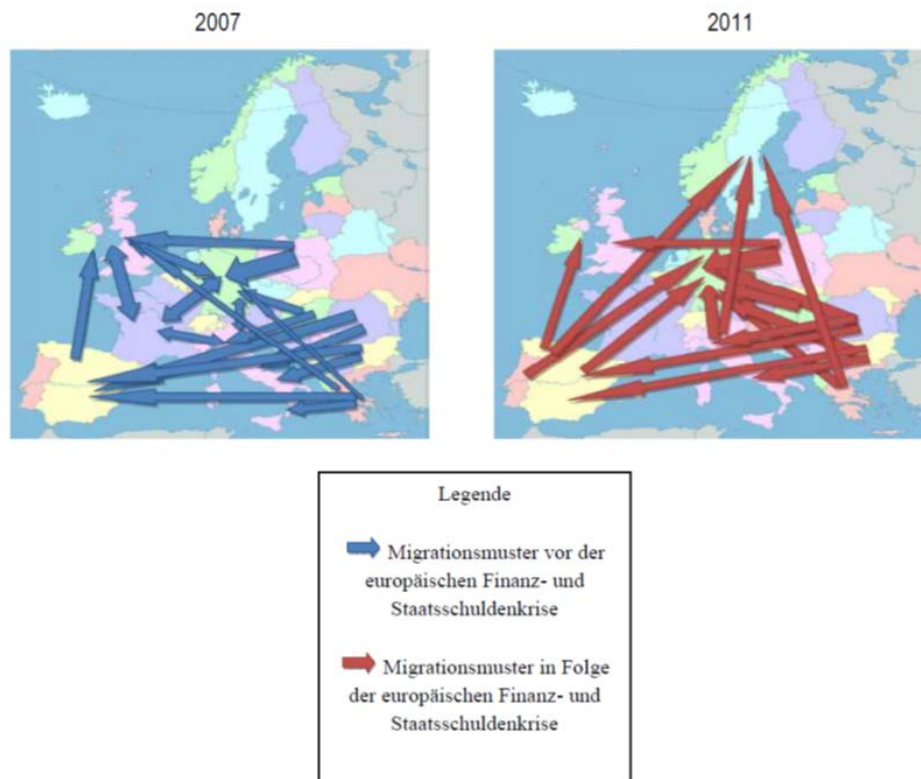 2007
2011
Legende
Migrationsmuster vor der
europäischen Finanz- und
Staatsschuldenkrise
Migrationsmuster in Folge
der europäischen Finanz- und
Staatsschuldenkrise